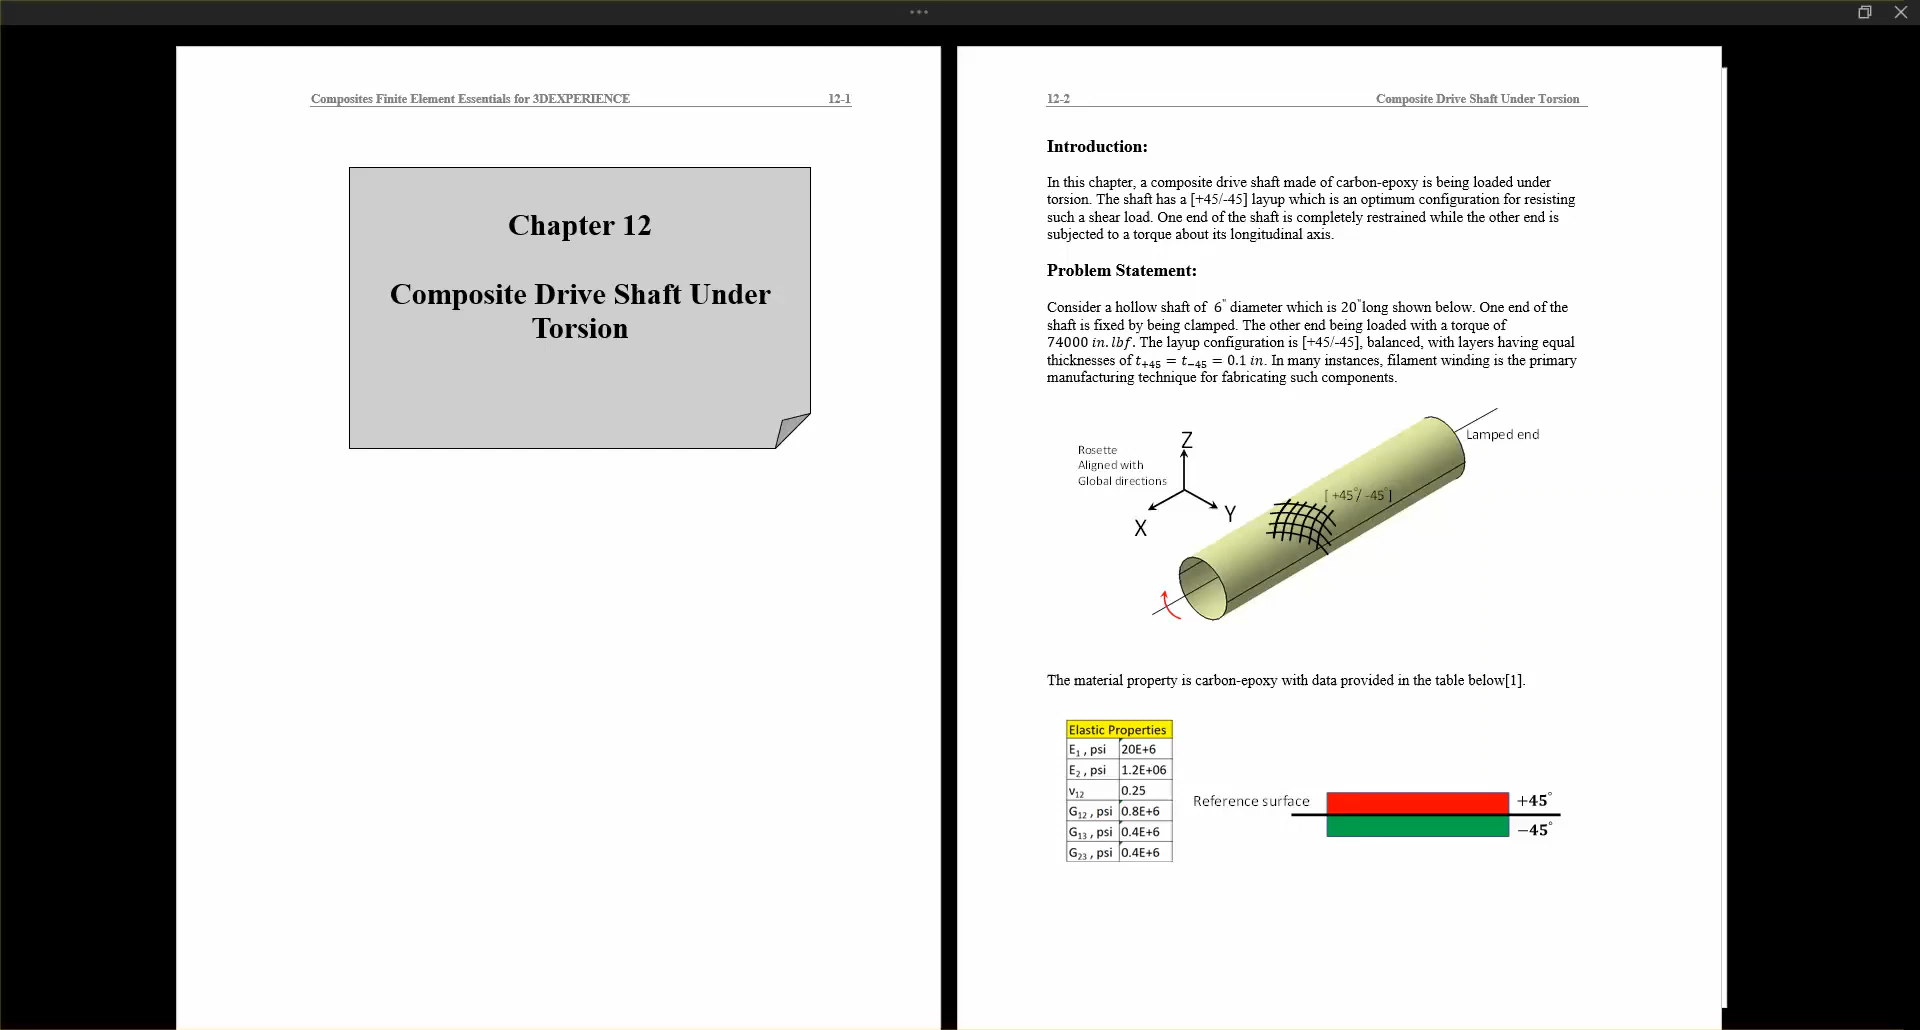 Composites Finite Element Essentials for 3DEXPERIENCE 12-1
Chapter 12
Composite Drive Shaft Under
Torsion
12-2 Composite Drive Shaft Under Torsion
Introduction:
In this chapter, a composite drive shaft made of carbon-epoxy is being loaded under
torsion. The shaft has a [+45/-45] layup which is an optimum configuration for resisting
such a shear load. One end of the shaft is completely restrained while the other end is
subjected to a torque about its longitudinal axis.
Problem Statement:
Consider a hollow shaft of 6" diameter which is 20"long shown below. One end of the
shaft is fixed by being clamped. The other end being loaded with a torque of
74000 in. lbf. The layup configuration is [+45/-45], balanced, with layers having equal
thicknesses of t₊₄₅ = t₋₄₅ = 0.1 in. In many instances, filament winding is the primary
manufacturing technique for fabricating such components.
Rosette
Aligned with
Global directions
Z
X
Y
Lamped end
[ +45°/ -45°]
The material property is carbon-epoxy with data provided in the table below[1].
Elastic Properties
E₁ , psi 20E+6
E₂ , psi 1.2E+06
ν₁₂ 0.25
G₁₂ , psi 0.8E+6
G₁₃ , psi 0.4E+6
G₂₃ , psi 0.4E+6
Reference surface
+45°
−45°